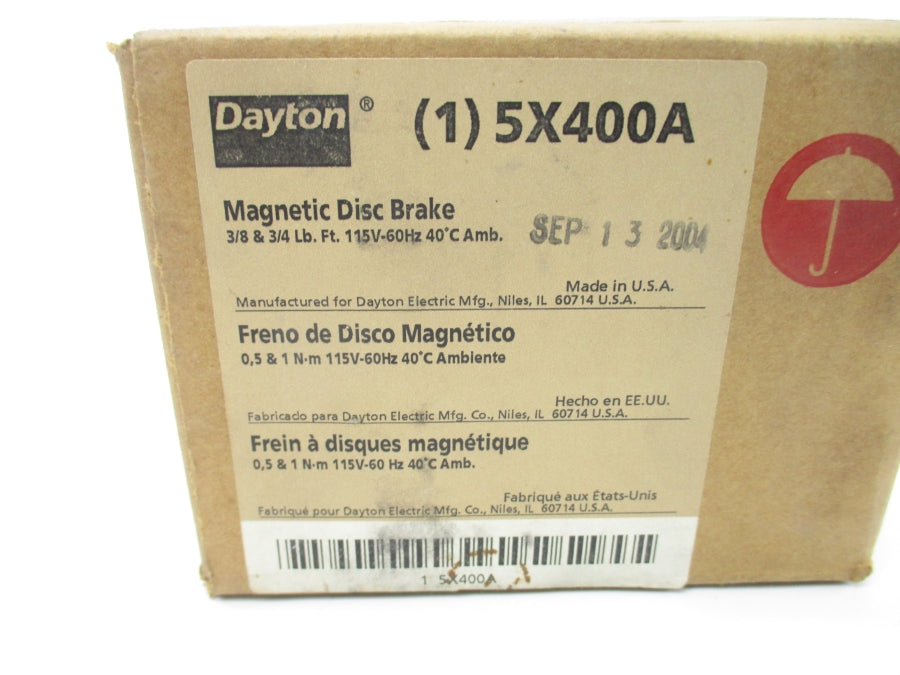 Dayton® (1) 5X400A
Magnetic Disc Brake
3/8 & 3/4 Lb. Ft. 115V-60Hz 40°C Amb. SEP 13 2004
Made in U.S.A.
Manufactured for Dayton Electric Mfg., Niles, IL 60714 U.S.A.
Freno de Disco Magnético
0,5 & 1 N·m 115V-60Hz 40°C Ambiente
Hecho en EE.UU.
Fabricado para Dayton Electric Mfg. Co., Niles, IL 60714 U.S.A.
Frein à disques magnétique
0,5 & 1 N·m 115V-60 Hz 40°C Amb.
Fabriqué aux États-Unis
Fabriqué pour Dayton Electric Mfg. Co., Niles, IL 60714 U.S.A.
1 5X400A